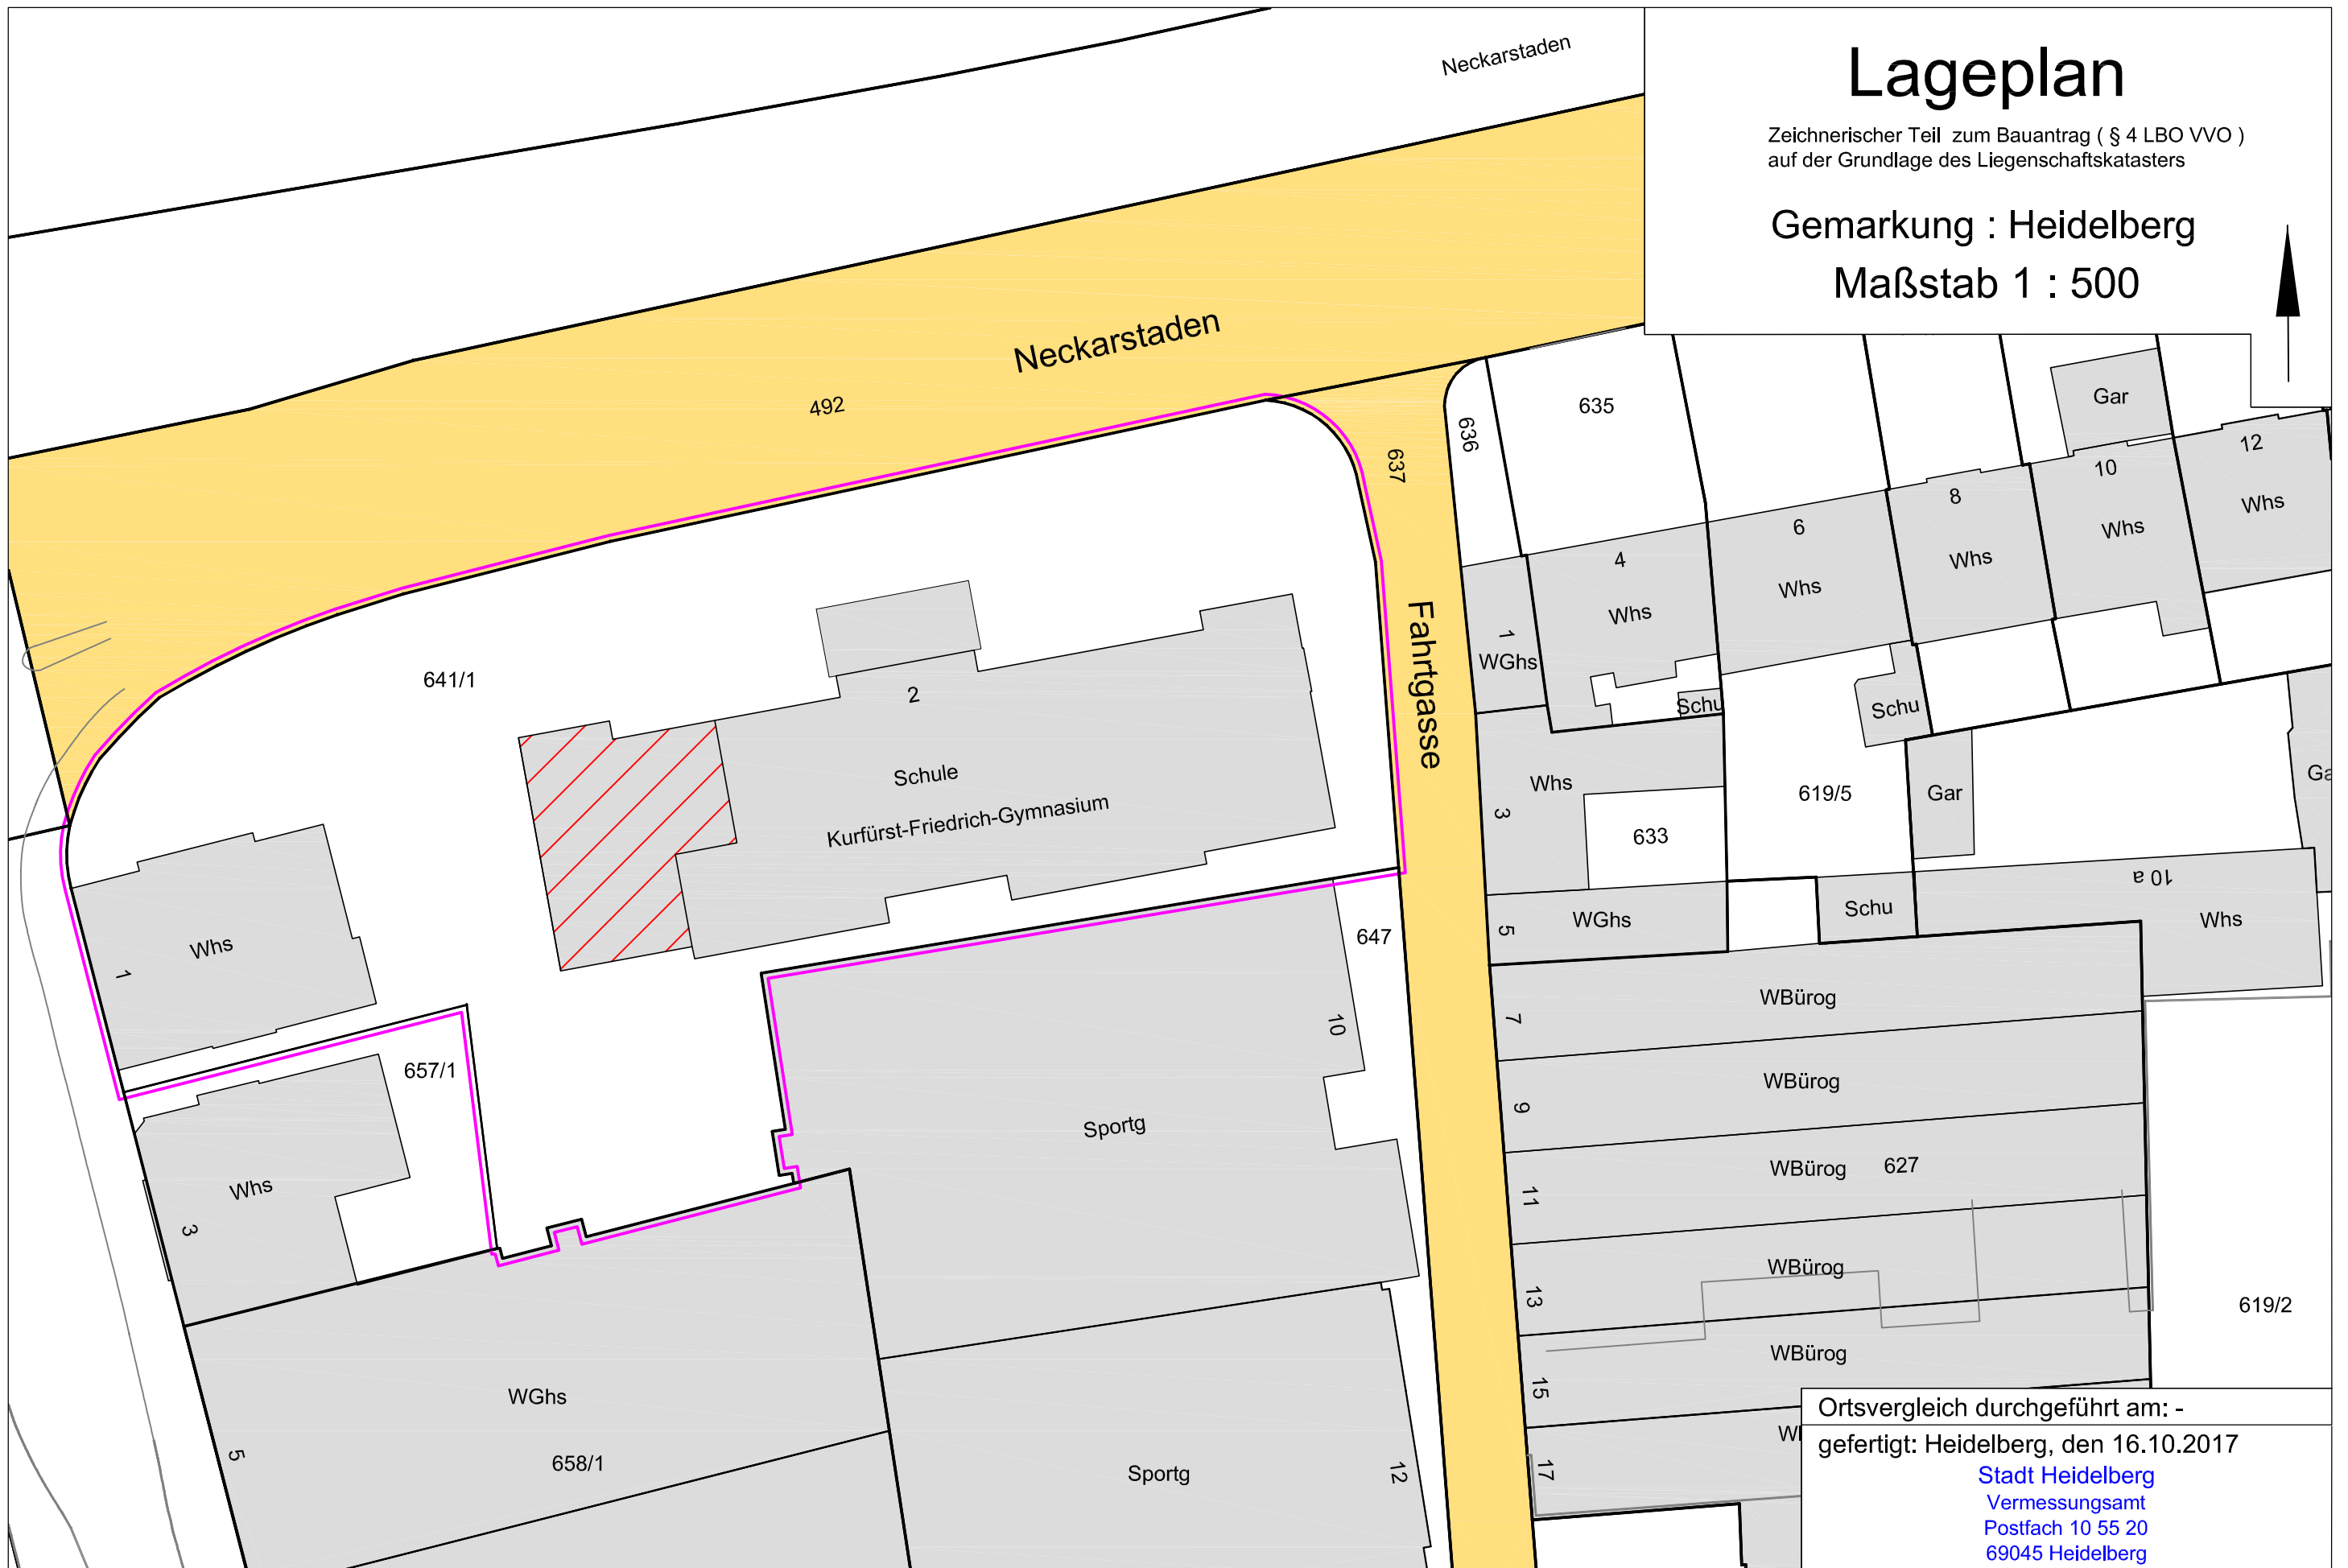 Lageplan
Zeichnerischer Teil zum Bauantrag ( § 4 LBO VVO )
auf der Grundlage des Liegenschaftskatasters
Gemarkung : Heidelberg
Maßstab 1 : 500
Neckarstaden
Neckarstaden
492
637
636
635
Gar
12
Whs
10
Whs
8
Whs
6
Whs
4
Whs
1
WGhs
Schu
Schu
Fahrtgasse
641/1
2
Schule
Kurfürst-Friedrich-Gymnasium
Whs
3
633
619/5
Gar
Ga
10 a
Whs
Schu
5
WGhs
647
Whs
1
657/1
Whs
3
10
Sportg
7
WBürog
9
WBürog
11
WBürog
627
13
WBürog
619/2
15
WBürog
17
WGhs
5
658/1
Sportg
12
Ortsvergleich durchgeführt am: -
gefertigt: Heidelberg, den 16.10.2017
Stadt Heidelberg
Vermessungsamt
Postfach 10 55 20
69045 Heidelberg